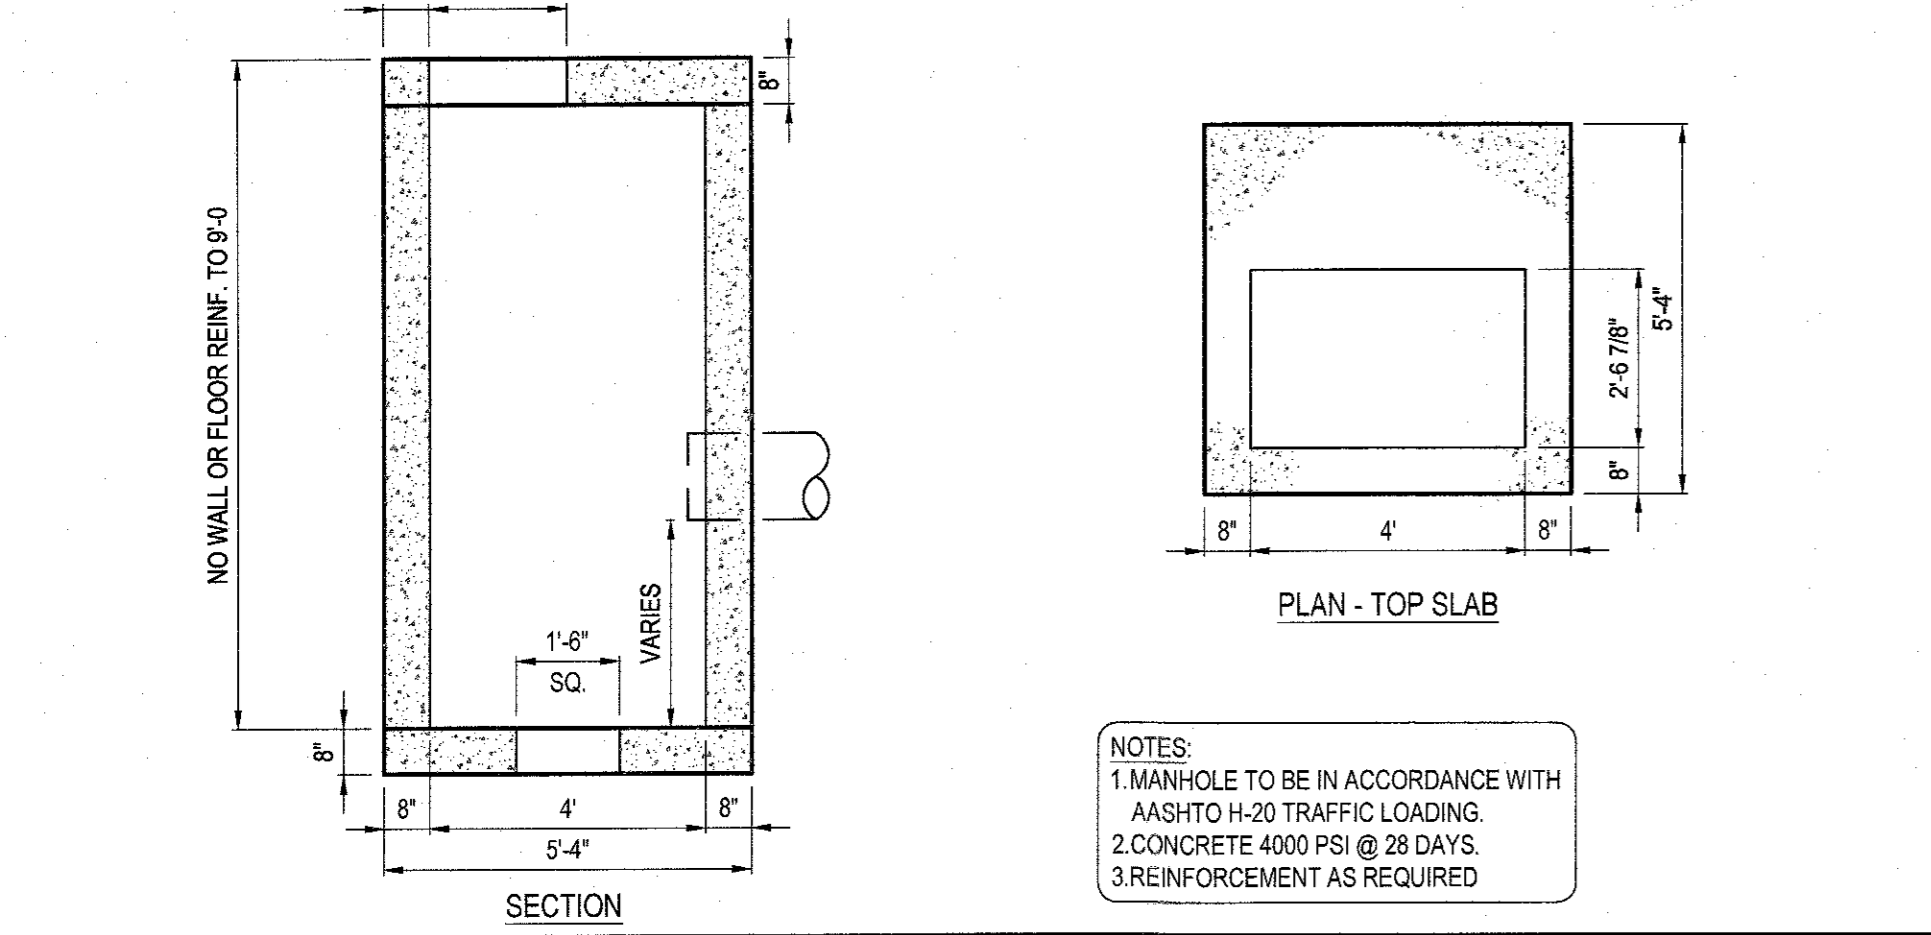 8"
NO WALL OR FLOOR REINF. TO 9'-0
VARIES
1'-6"
SQ.
8"
8"
4'
8"
5'-4"
SECTION
5'-4"
2'-6 7/8"
8"
8"
4'
8"
PLAN - TOP SLAB
NOTES:
1.MANHOLE TO BE IN ACCORDANCE WITH
AASHTO H-20 TRAFFIC LOADING.
2.CONCRETE 4000 PSI @ 28 DAYS.
3.REINFORCEMENT AS REQUIRED